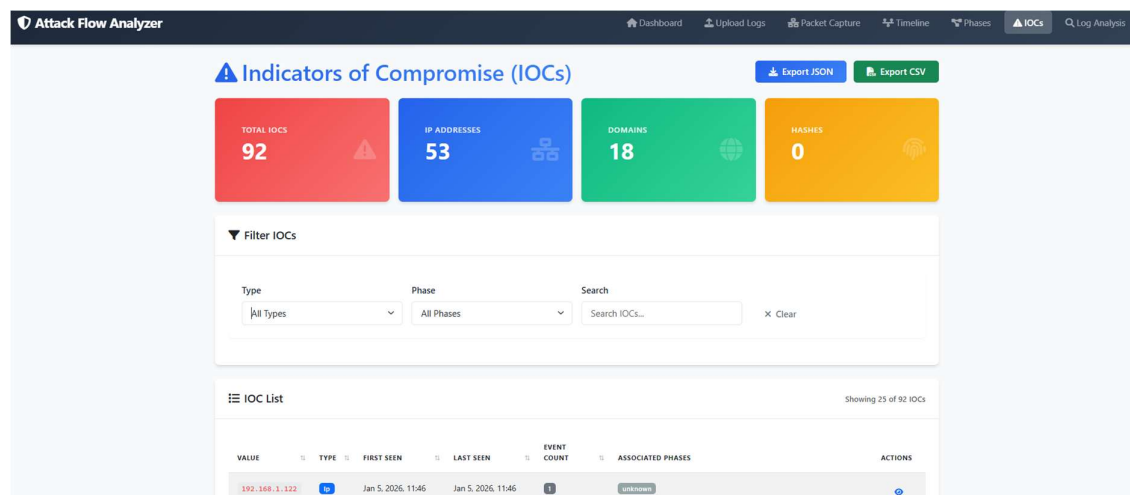 Attack Flow Analyzer
Dashboard
Upload Logs
Packet Capture
Timeline
Phases
IOCs
Log Analysis
Indicators of Compromise (IOCs)
Export JSON
Export CSV
TOTAL IOCS
92
IP ADDRESSES
53
DOMAINS
18
HASHES
0
Filter IOCs
Type
Phase
Search
All Types
All Phases
Search IOCs...
× Clear
IOC List
Showing 25 of 92 IOCs
VALUE
TYPE
FIRST SEEN
LAST SEEN
EVENT
COUNT
ASSOCIATED PHASES
ACTIONS
192.168.1.122
Ip
Jan 5, 2026, 11:46
Jan 5, 2026, 11:46
1
unknown